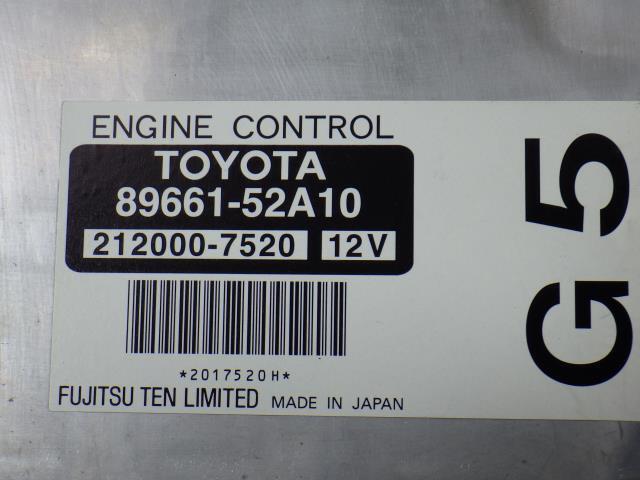 ENGINE CONTROL
TOYOTA
89661-52A10
212000-7520 12V
*2017520H*
FUJITSU TEN LIMITED MADE IN JAPAN
G5